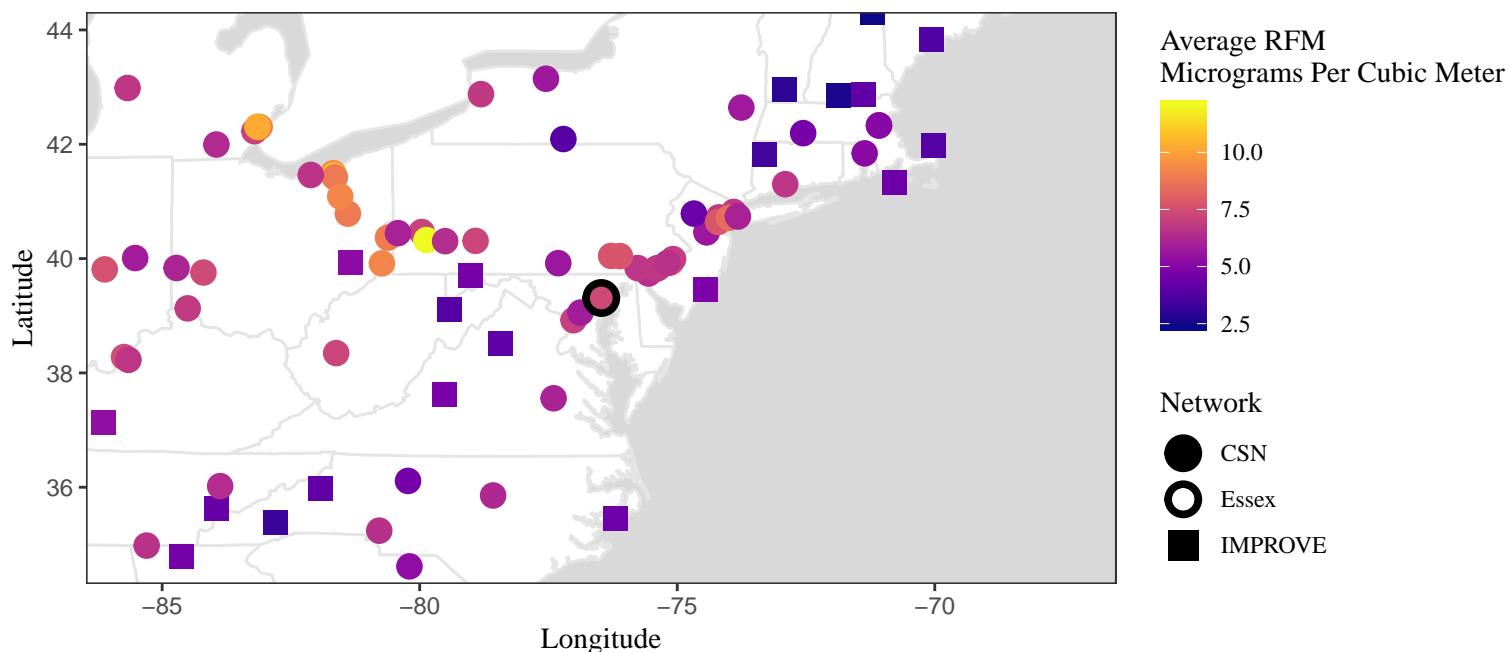 44
42
40
38
36
Latitude
−85
−80
−75
−70
Longitude
Average RFM
Micrograms Per Cubic Meter
10.0
7.5
5.0
2.5
Network
CSN
Essex
IMPROVE